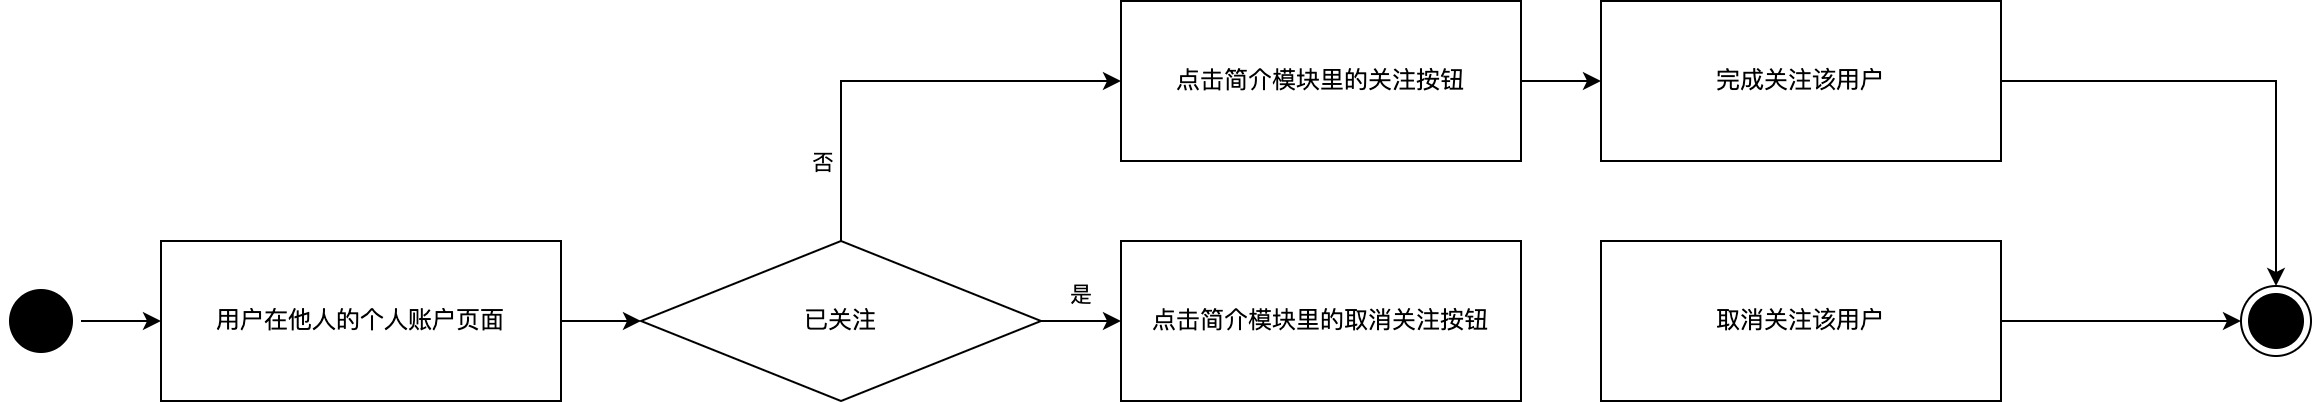 点击简介模块里的关注按钮
完成关注该用户
否
用户在他人的个人账户页面
已关注
是
点击简介模块里的取消关注按钮
取消关注该用户